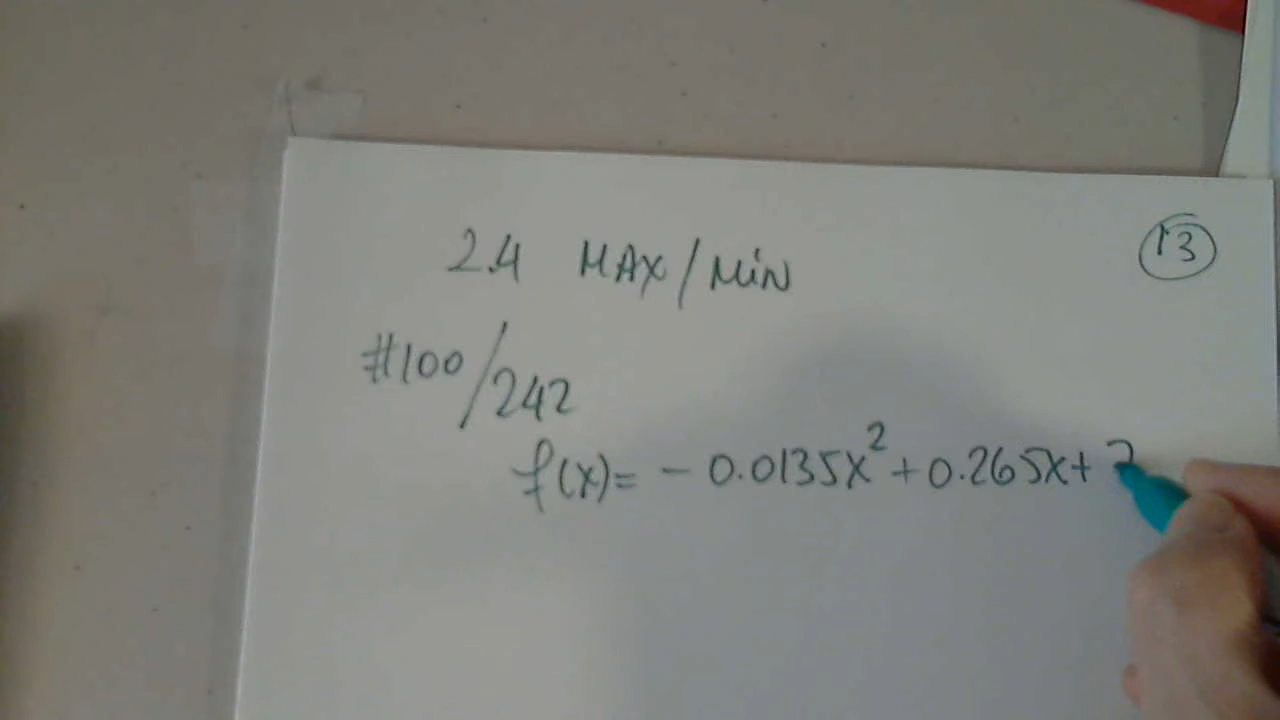 2.4 MAX/MiN
13
#100/242
f(x)= - 0.0135x² + 0.265x +